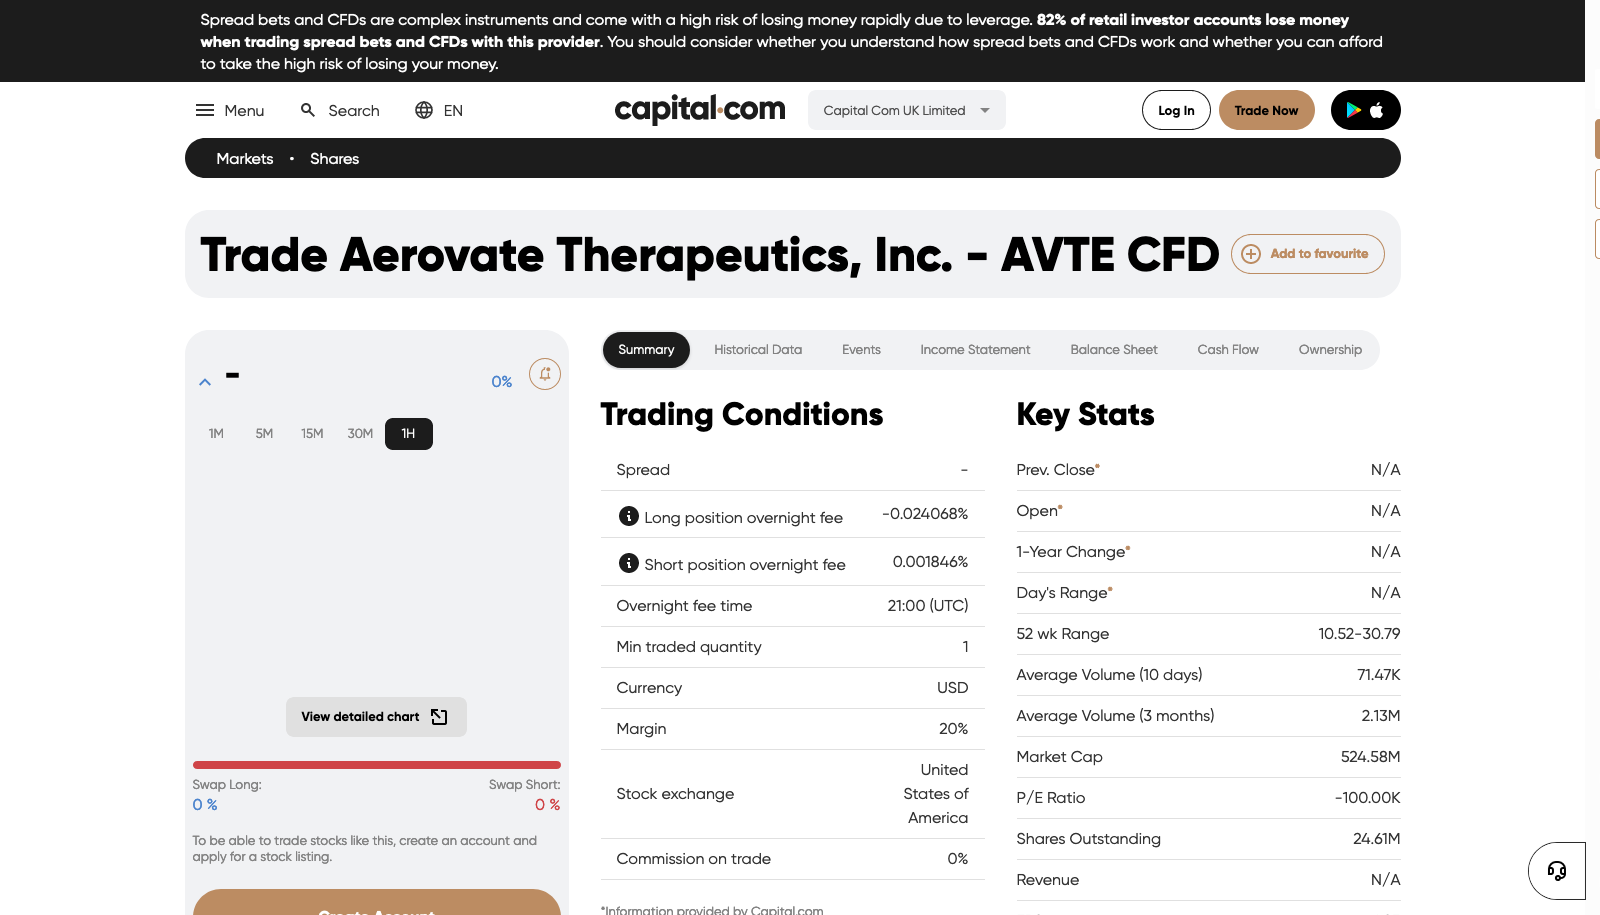 Spread bets and CFDs are complex instruments and come with a high risk of losing money rapidly due to leverage. 82% of retail investor accounts lose money
when trading spread bets and CFDs with this provider. You should consider whether you understand how spread bets and CFDs work and whether you can afford
to take the high risk of losing your money.
Menu
Search
EN
capital.com
Capital Com UK Limited
Log In
Trade Now
Markets • Shares
Trade Aerovate Therapeutics, Inc. - AVTE CFD
Add to favourite
-
0%
1M 5M 15M 30M 1H
View detailed chart
Swap Long: Swap Short:
0 % 0 %
To be able to trade stocks like this, create an account and
apply for a stock listing.
Create Account
Summary Historical Data Events Income Statement Balance Sheet Cash Flow Ownership
Trading Conditions
Spread -
Long position overnight fee -0.024068%
Short position overnight fee 0.001846%
Overnight fee time 21:00 (UTC)
Min traded quantity 1
Currency USD
Margin 20%
Stock exchange United
States of
America
Commission on trade 0%
*Information provided by Capital.com
Key Stats
Prev. Close* N/A
Open* N/A
1-Year Change* N/A
Day's Range* N/A
52 wk Range 10.52-30.79
Average Volume (10 days) 71.47K
Average Volume (3 months) 2.13M
Market Cap 524.58M
P/E Ratio -100.00K
Shares Outstanding 24.61M
Revenue N/A